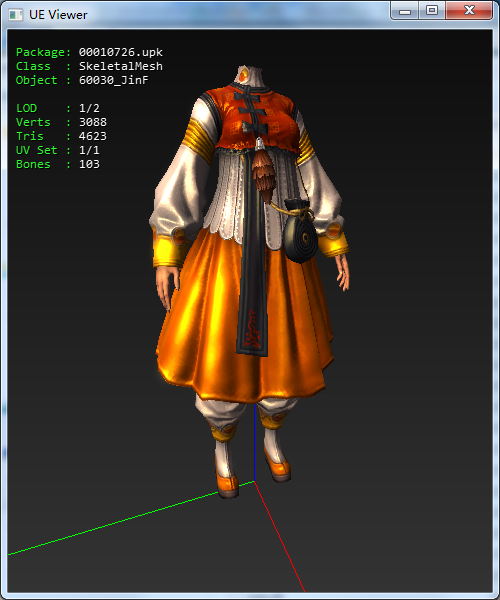 UE Viewer
Package: 00010726.upk
Class : SkeletalMesh
Object : 60030_JinF
LOD : 1/2
Verts : 3088
Tris : 4623
UV Set : 1/1
Bones : 103